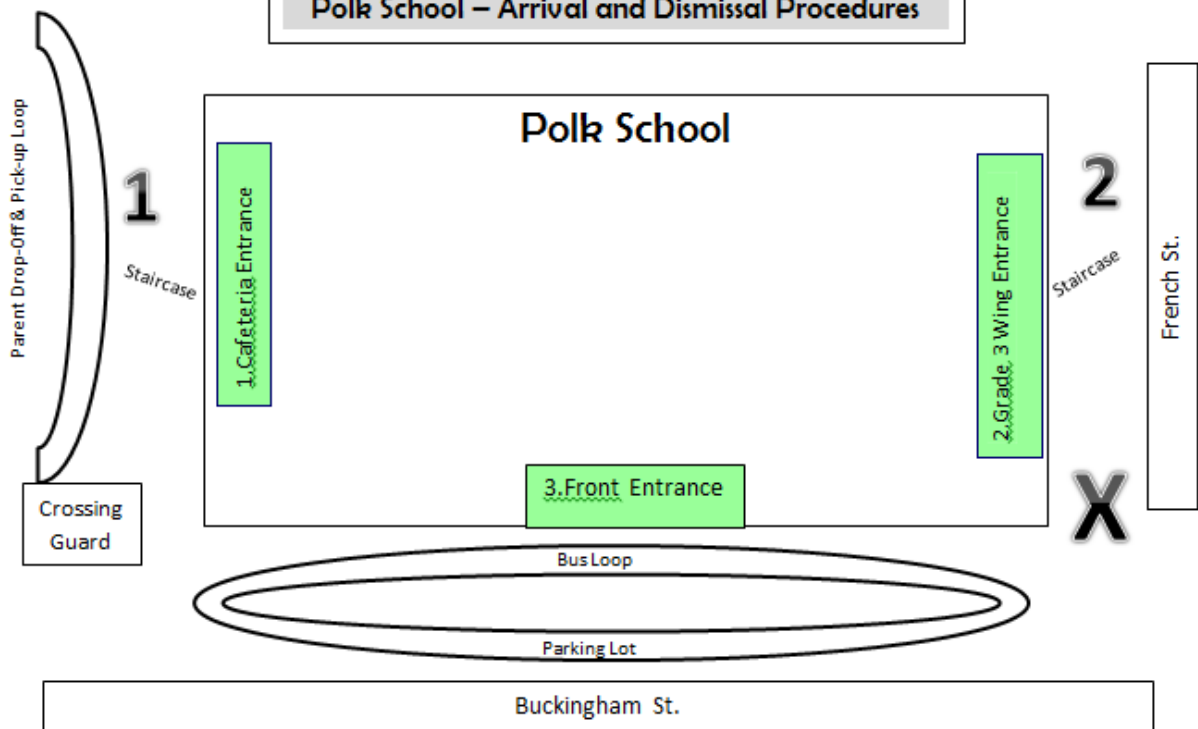 Polk School – Arrival and Dismissal Procedures
Polk School
Parent Drop-Off & Pick-up Loop
1
Staircase
1.Cafeteria Entrance
2.Grade 3 Wing Entrance
2
Staircase
French St.
3.Front Entrance
X
Crossing
Guard
Bus Loop
Parking Lot
Buckingham St.